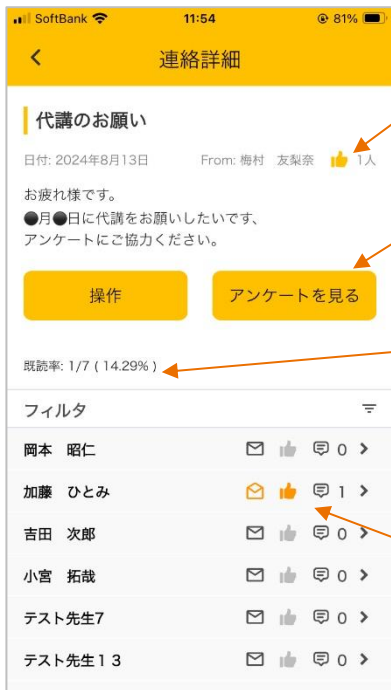 SoftBank 11:54 81%
連絡詳細
代講のお願い
日付: 2024年8月13日 From: 梅村 友梨奈 1人
お疲れ様です。
●月●日に代講をお願いしたいです、
アンケートにご協力ください。
操作 アンケートを見る
既読率: 1/7 ( 14.29% )
フィルタ
岡本 昭仁 0
加藤 ひとみ 1
吉田 次郎 0
小宮 拓哉 0
テスト先生7 0
テスト先生13 0